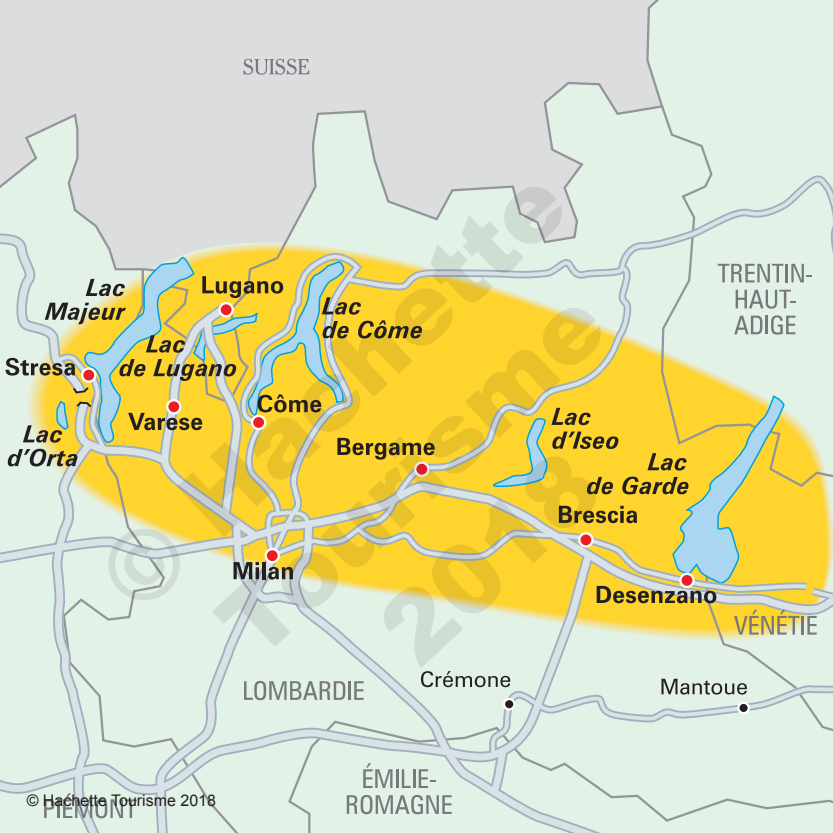 SUISSE
TRENTIN-
HAUT-
ADIGE
Lac
Majeur
Lugano
Lac
de Côme
Lac
de Lugano
Stresa
Varese
Côme
Lac
d'Orta
Bergame
Lac
d'Iseo
Lac
de Garde
Brescia
Milan
Desenzano
VÉNÉTIE
LOMBARDIE
Crémone
Mantoue
ÉMILIE-
ROMAGNE
PIÉMONT
© Hachette Tourisme 2018
© Hachette
Tourisme
2018